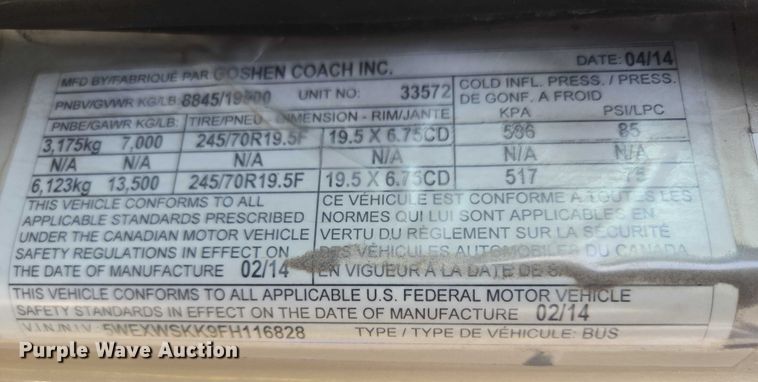 DATE: 04/14
MFD BY/FABRIQUÉ PAR: GOSHEN COACH INC.
PNBV/GVWR KG/LB: 8845/19500 UNIT NO: 33572
COLD INFL. PRESS. / PRESS. DE GONF. A FROID
PNBE/GAWR KG/LB: TIRE/PNEU - DIMENSION - RIM/JANTE KPA PSI/LPC
3,175kg 7,000 245/70R19.5F 19.5 X 6.75CD 586 85
N/A N/A N/A N/A N/A N/A
6,123kg 13,500 245/70R19.5F 19.5 X 6.75CD 517 75
THIS VEHICLE CONFORMS TO ALL
APPLICABLE STANDARDS PRESCRIBED
UNDER THE CANADIAN MOTOR VEHICLE
SAFETY REGULATIONS IN EFFECT ON
THE DATE OF MANUFACTURE 02/14
CE VÉHICULE EST CONFORME A TOUTES LES
NORMES QUI LUI SONT APPLICABLES EN
VERTU DU RÈGLEMENT SUR LA SÉCURITÉ
DES VÉHICULES AUTOMOBILES DU CANADA
EN VIGUEUR À LA DATE DE
THIS VEHICLE CONFORMS TO ALL APPLICABLE U.S. FEDERAL MOTOR VEHICLE
SAFETY STANDARDS IN EFFECT ON THE DATE OF MANUFACTURE 02/14
V.I.N./N.I.V. 5WEXWSKK9FH116828 TYPE / TYPE DE VÉHICULE: BUS
Purple Wave Auction